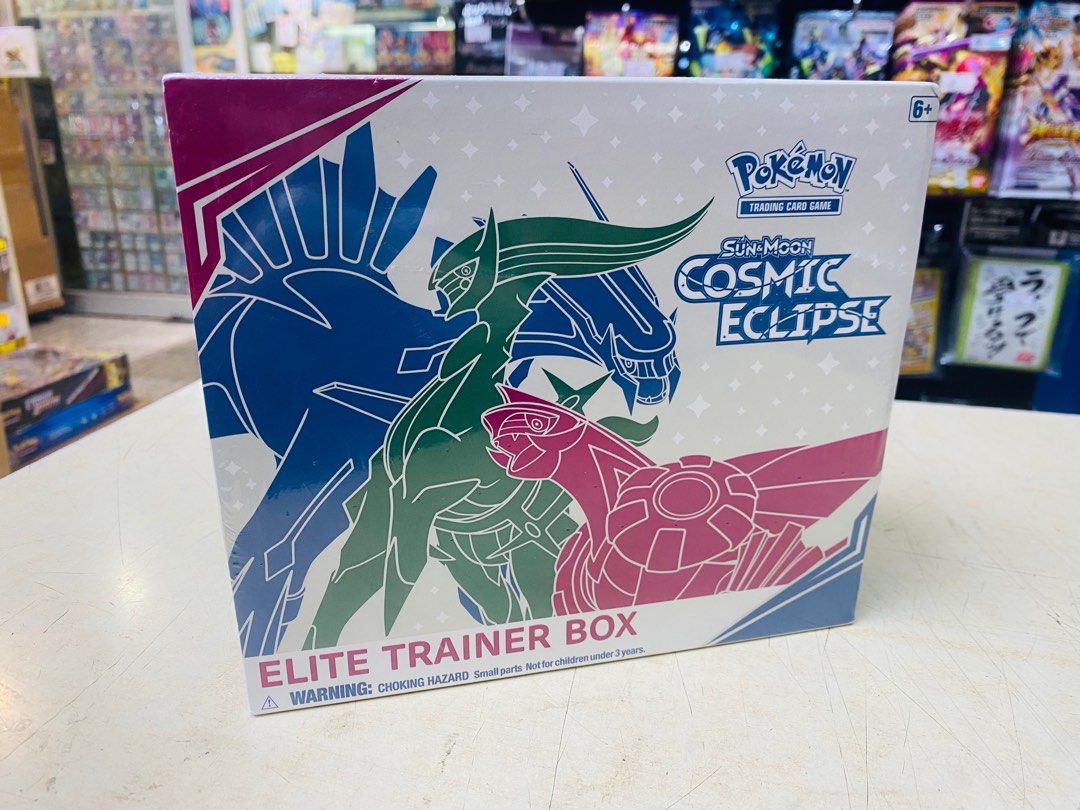 6+
POKéMON
TRADING CARD GAME
SUN & MOON
COSMIC
ECLIPSE
ELITE TRAINER BOX
WARNING: CHOKING HAZARD Small parts Not for children under 3 years.